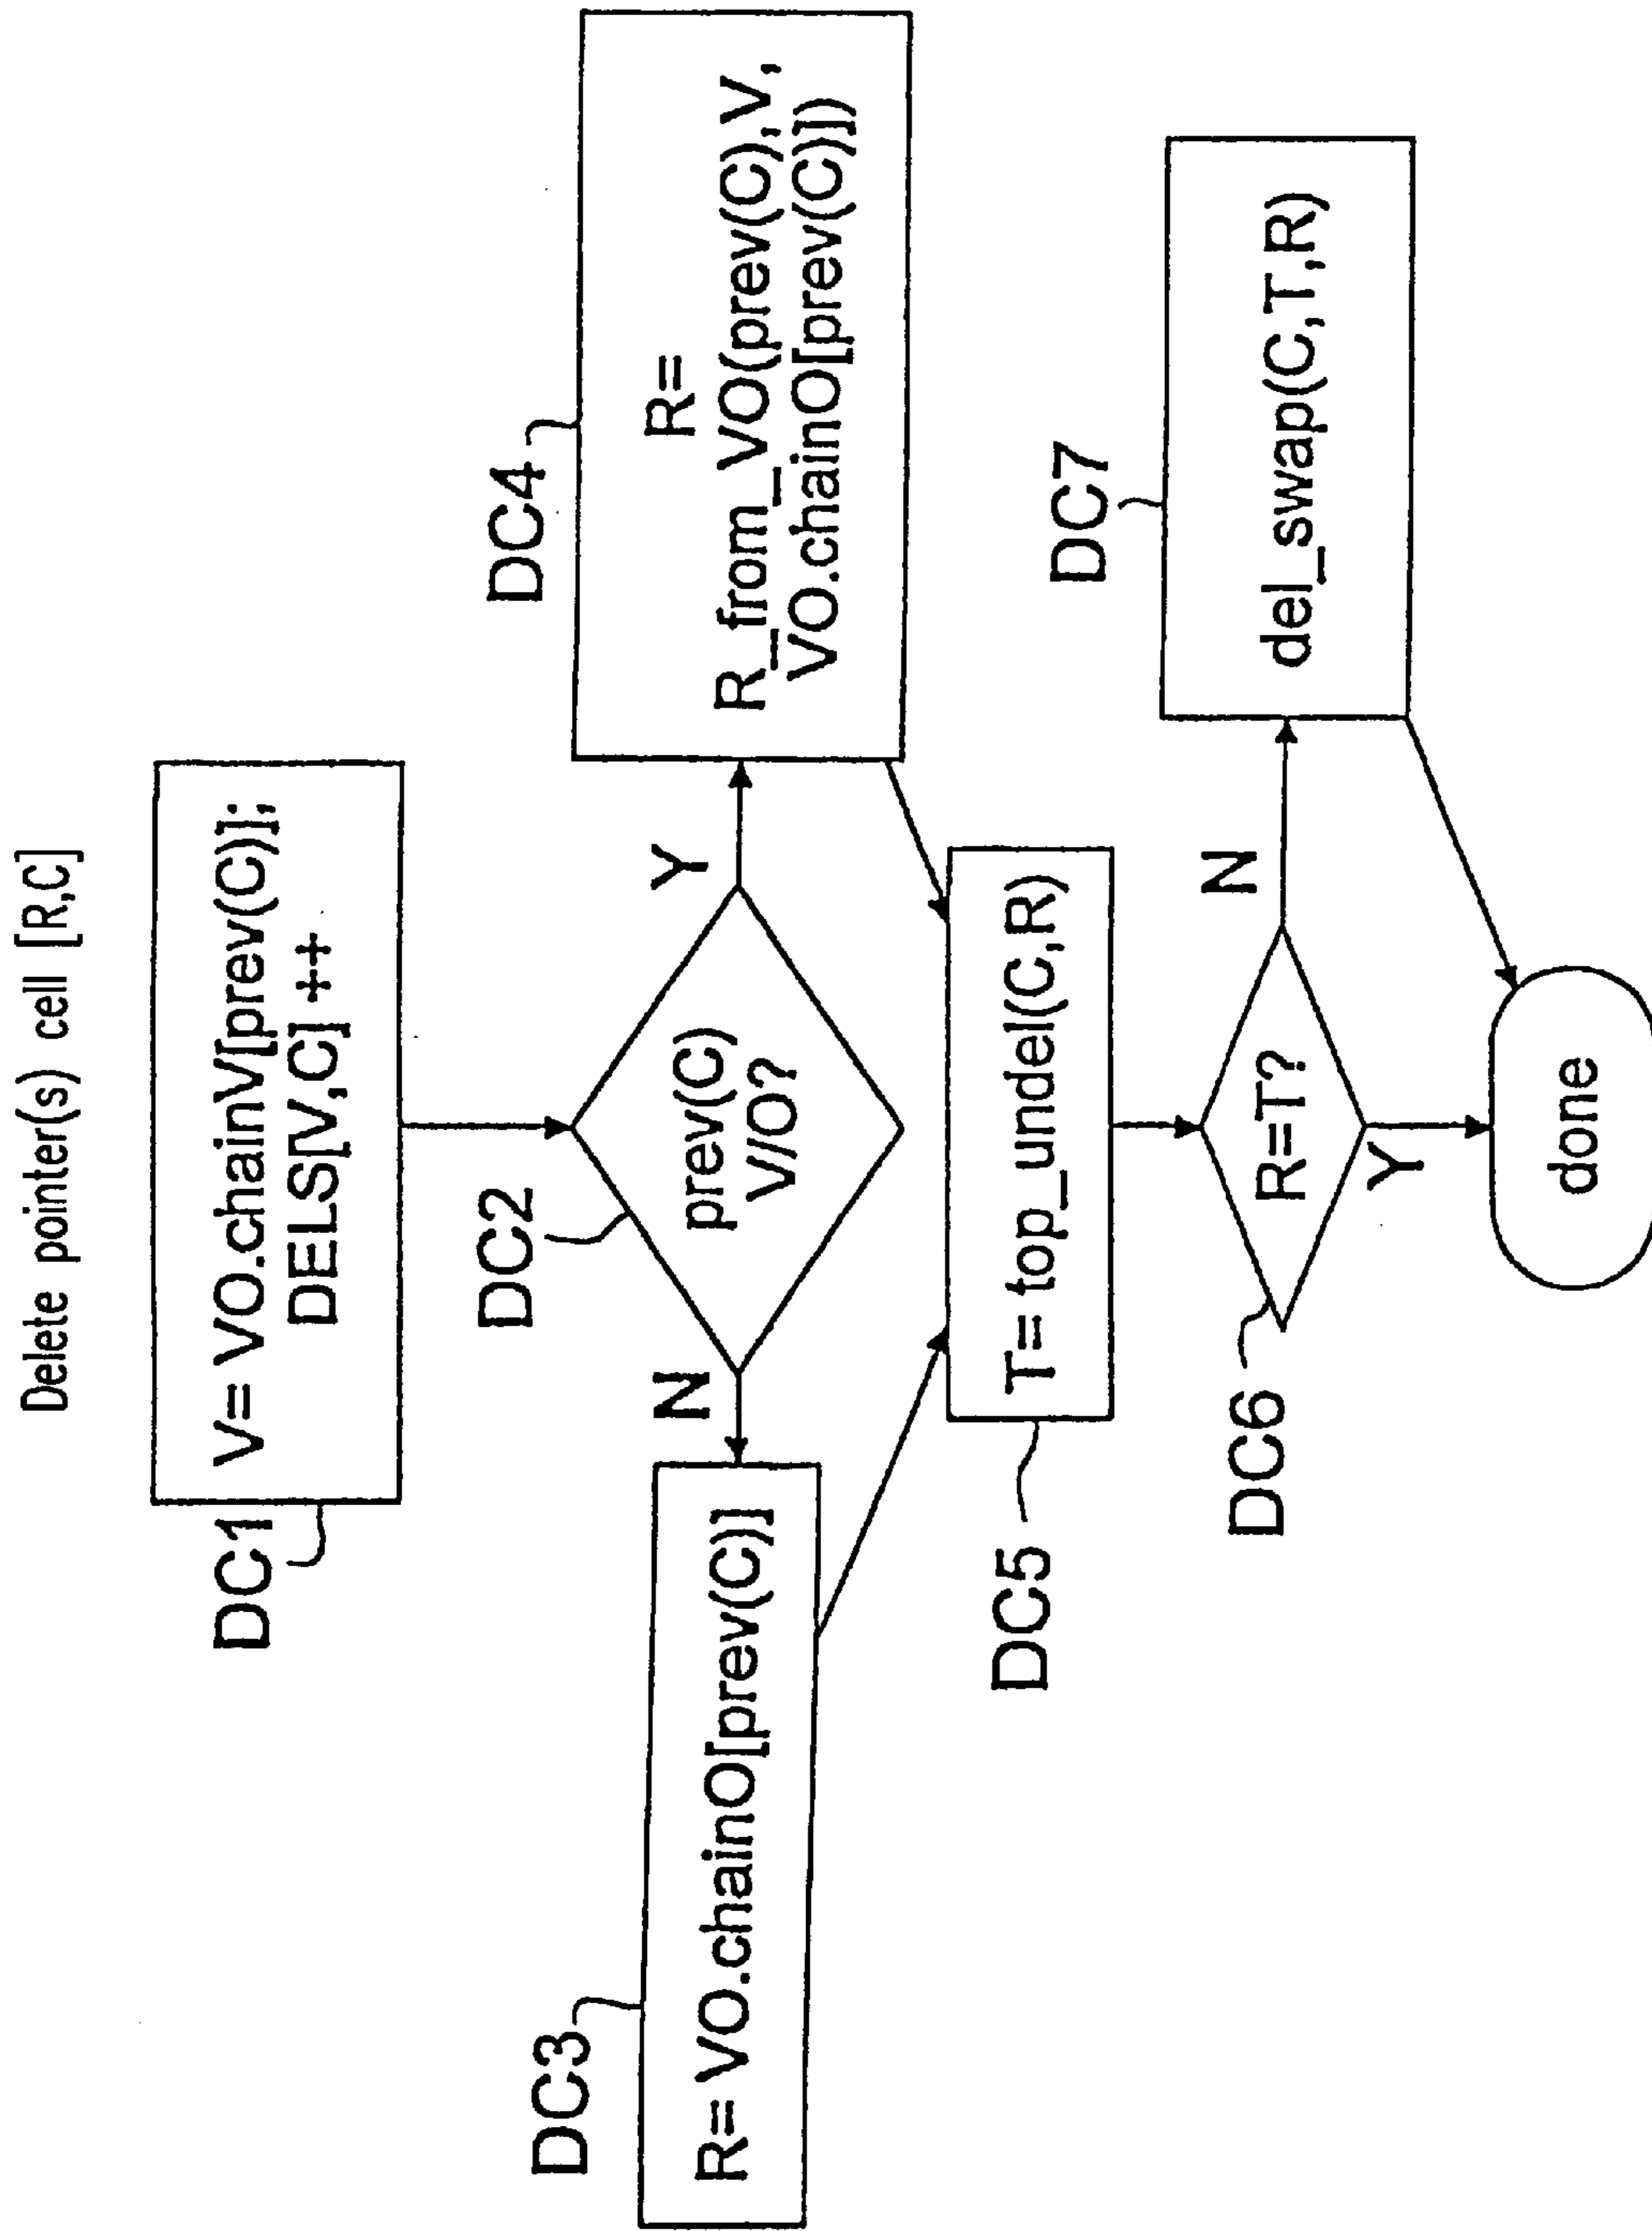 Delete pointer(s) cell [R,C]
DC1
V= VO.chainV[prev(C)];
DELS[V,C] ++
DC2
prev(C)
V/O?
N
Y
DC3
R= VO.chainO[prev(C)]
DC4
R=
R_from_VO(prev(C),V,
VO.chainO[prev(C)])
DC5
T= top_undel(C,R)
DC6
R=T?
N
Y
DC7
del_swap(C,T,R)
done